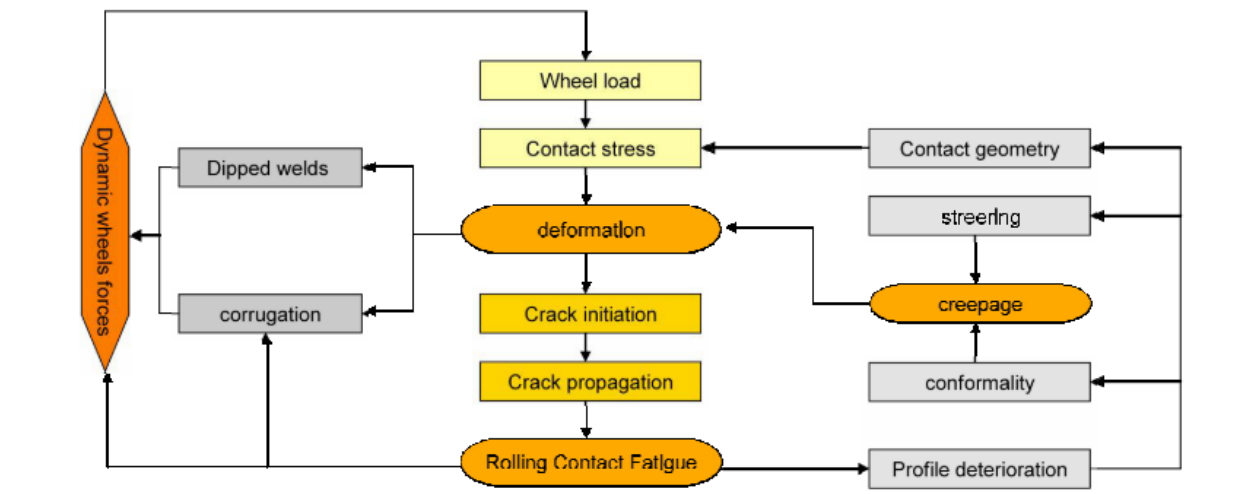 Wheel load
Contact stress
Contact geometry
Dynamic wheels forces
Dipped welds
streering
deformation
creepage
corrugation
Crack initiation
Crack propagation
conformality
Rolling Contact Fatigue
Profile deterioration